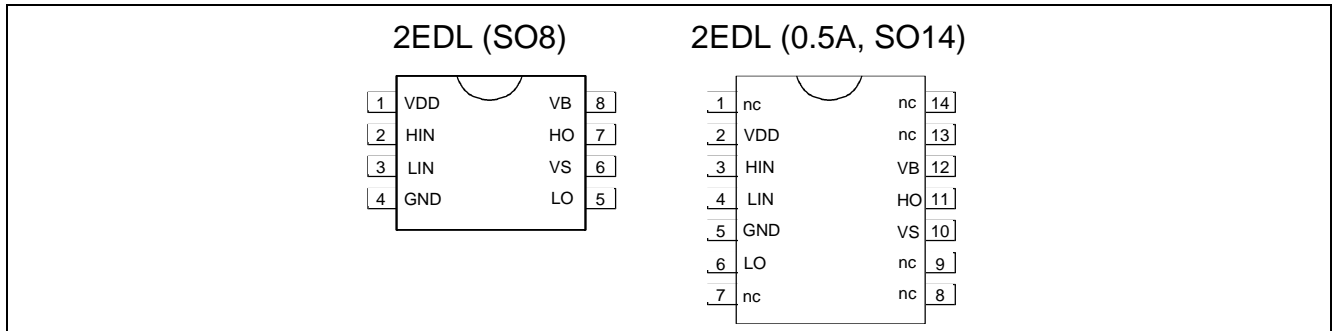 2EDL (SO8)
1 VDD VB 8
2 HIN HO 7
3 LIN VS 6
4 GND LO 5
2EDL (0.5A, SO14)
1 nc nc 14
2 VDD nc 13
3 HIN VB 12
4 LIN HO 11
5 GND VS 10
6 LO nc 9
7 nc nc 8